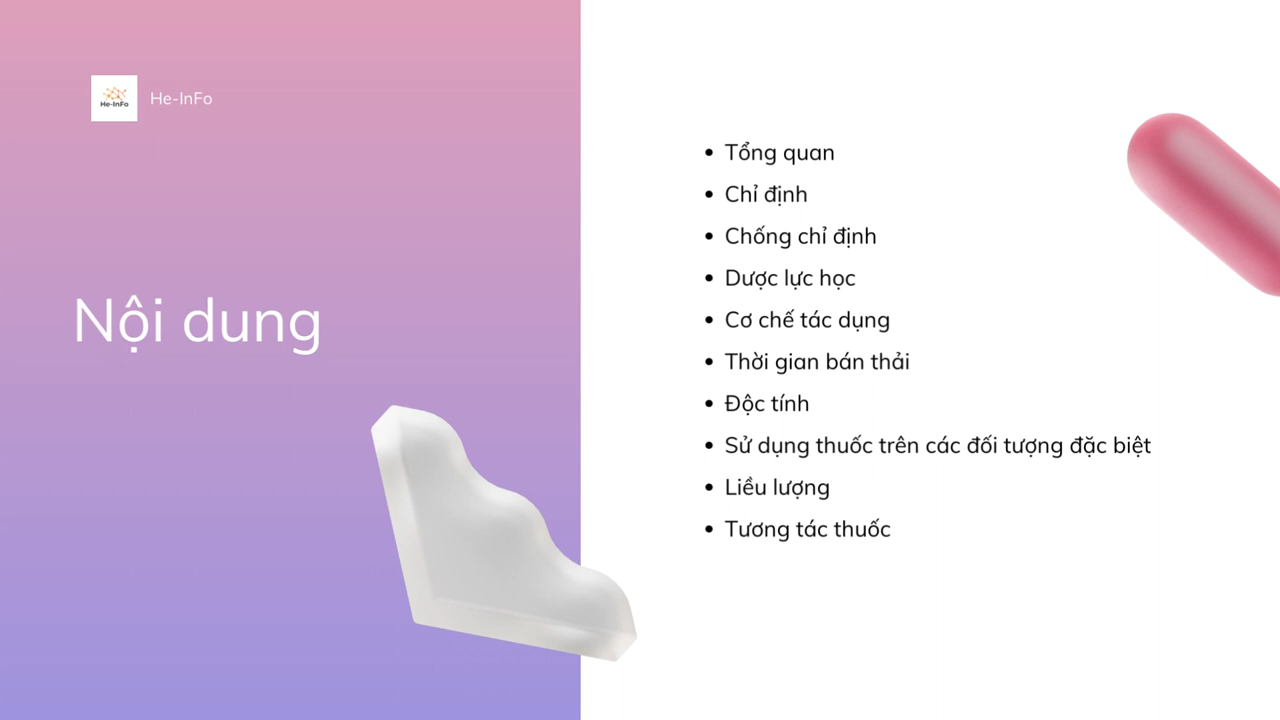 He-InFo
He-InFo
Nội dung
• Tổng quan
• Chỉ định
• Chống chỉ định
• Dược lực học
• Cơ chế tác dụng
• Thời gian bán thải
• Độc tính
• Sử dụng thuốc trên các đối tượng đặc biệt
• Liều lượng
• Tương tác thuốc